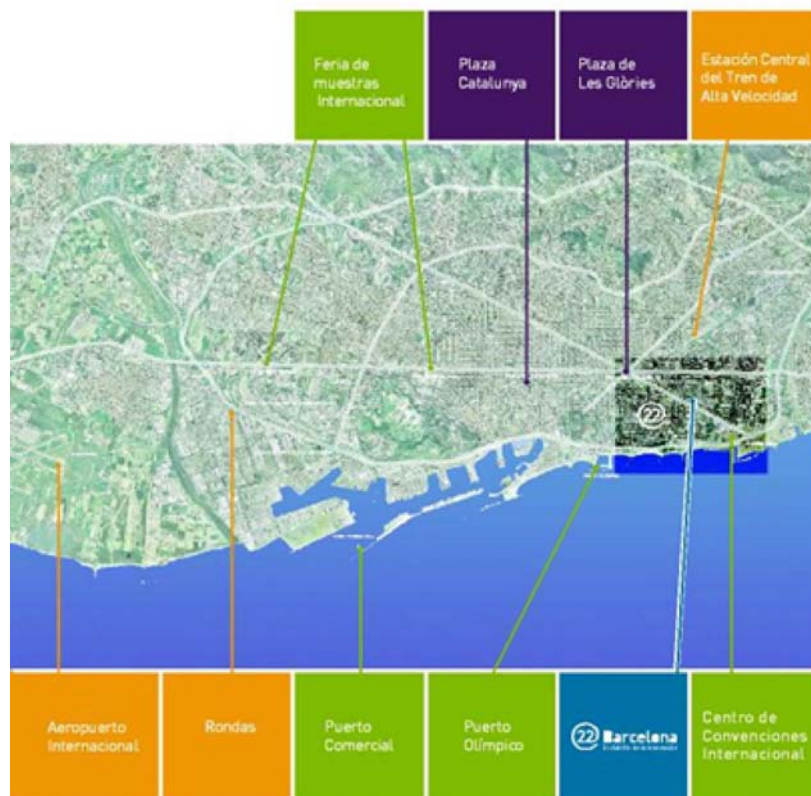 Feria de
muestras
Internacional
Plaza
Catalunya
Plaza de
Les Glòries
Estación Central
del Tren de
Alta Velocidad
22
Aeropuerto
Internacional
Rondas
Puerto
Comercial
Puerto
Olímpico
22 Barcelona
Centro de
Convenciones
Internacional